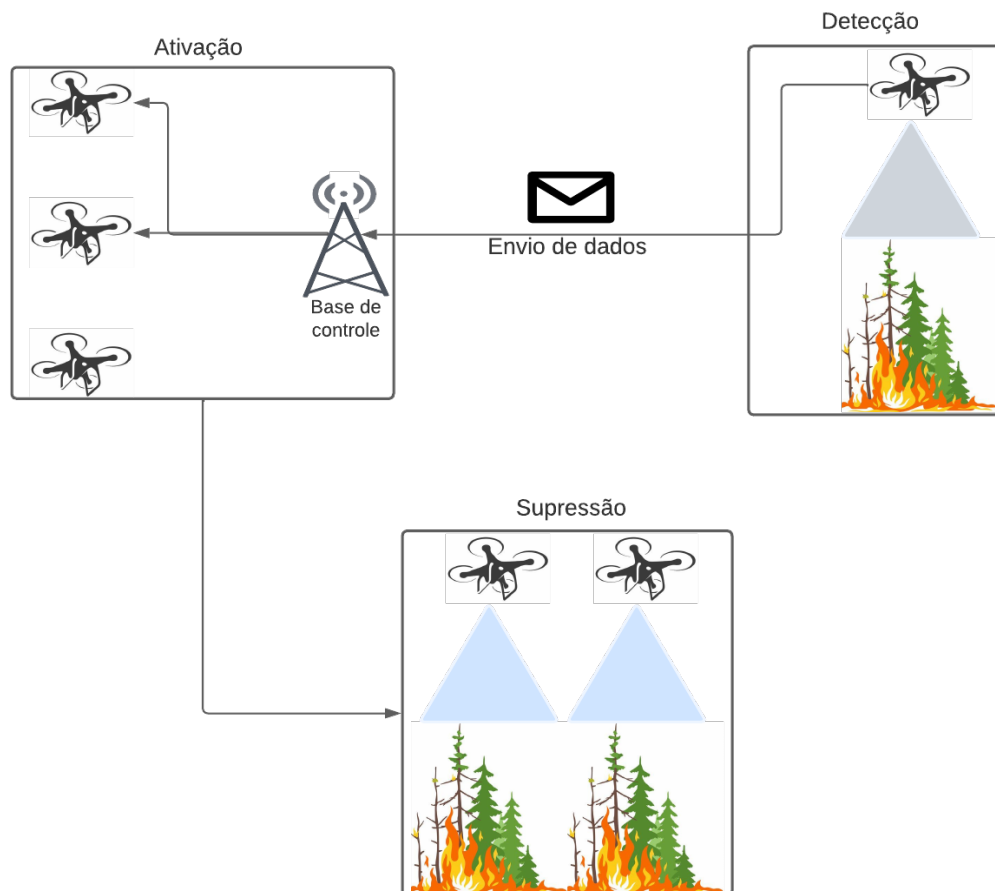 Detecção
Ativação
Envio de dados
Base de
controle
Supressão